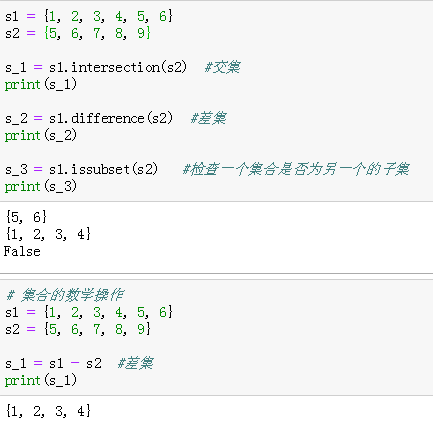 s1 = {1, 2, 3, 4, 5, 6}
s2 = {5, 6, 7, 8, 9}
s_1 = s1.intersection(s2)  #交集
print(s_1)
s_2 = s1.difference(s2)  #差集
print(s_2)
s_3 = s1.issubset(s2)   #检查一个集合是否为另一个的子集
print(s_3)
{5, 6}
{1, 2, 3, 4}
False
# 集合的数学操作
s1 = {1, 2, 3, 4, 5, 6}
s2 = {5, 6, 7, 8, 9}
s_1 = s1 - s2  #差集
print(s_1)
{1, 2, 3, 4}